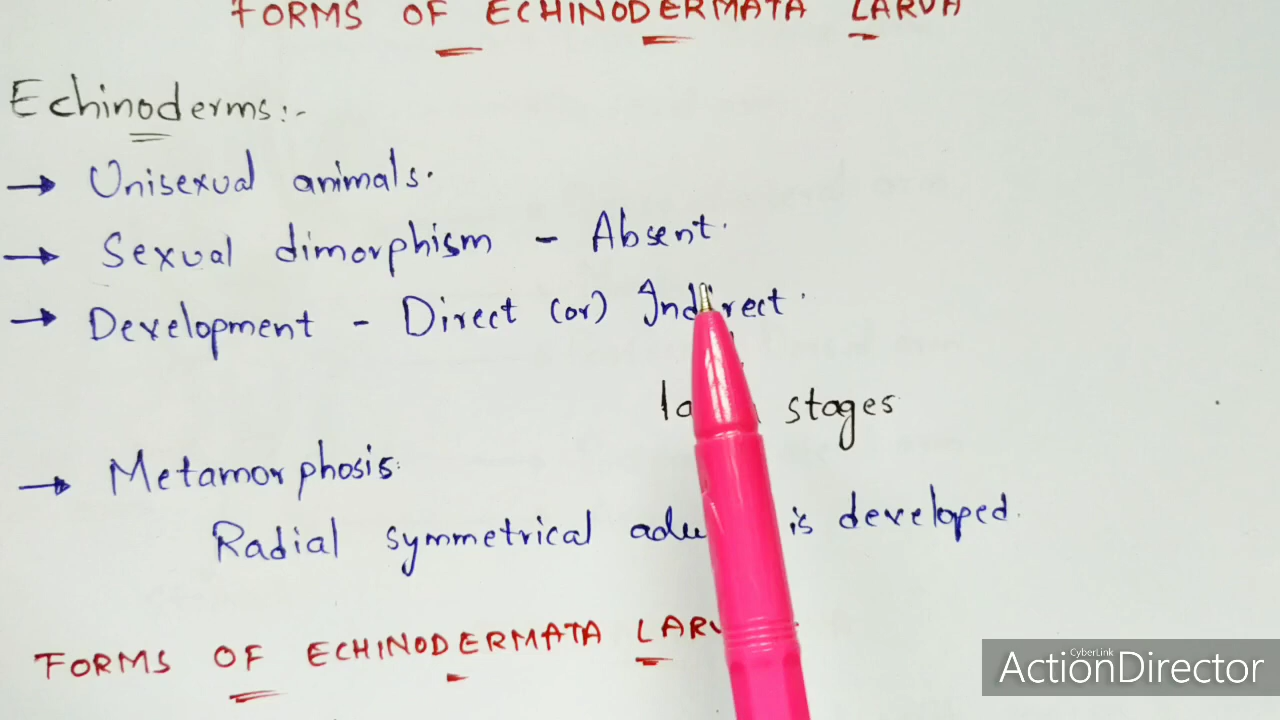 FORMS OF ECHINODERMATA LARVA
Echinoderms:-
→ Unisexual animals.
→ Sexual dimorphism - Absent.
→ Development - Direct (or) Indirect.
stages
→ Metamorphosis.
Radial symmetrical is developed.
FORMS OF ECHINODERMATA
CyberLink
ActionDirector